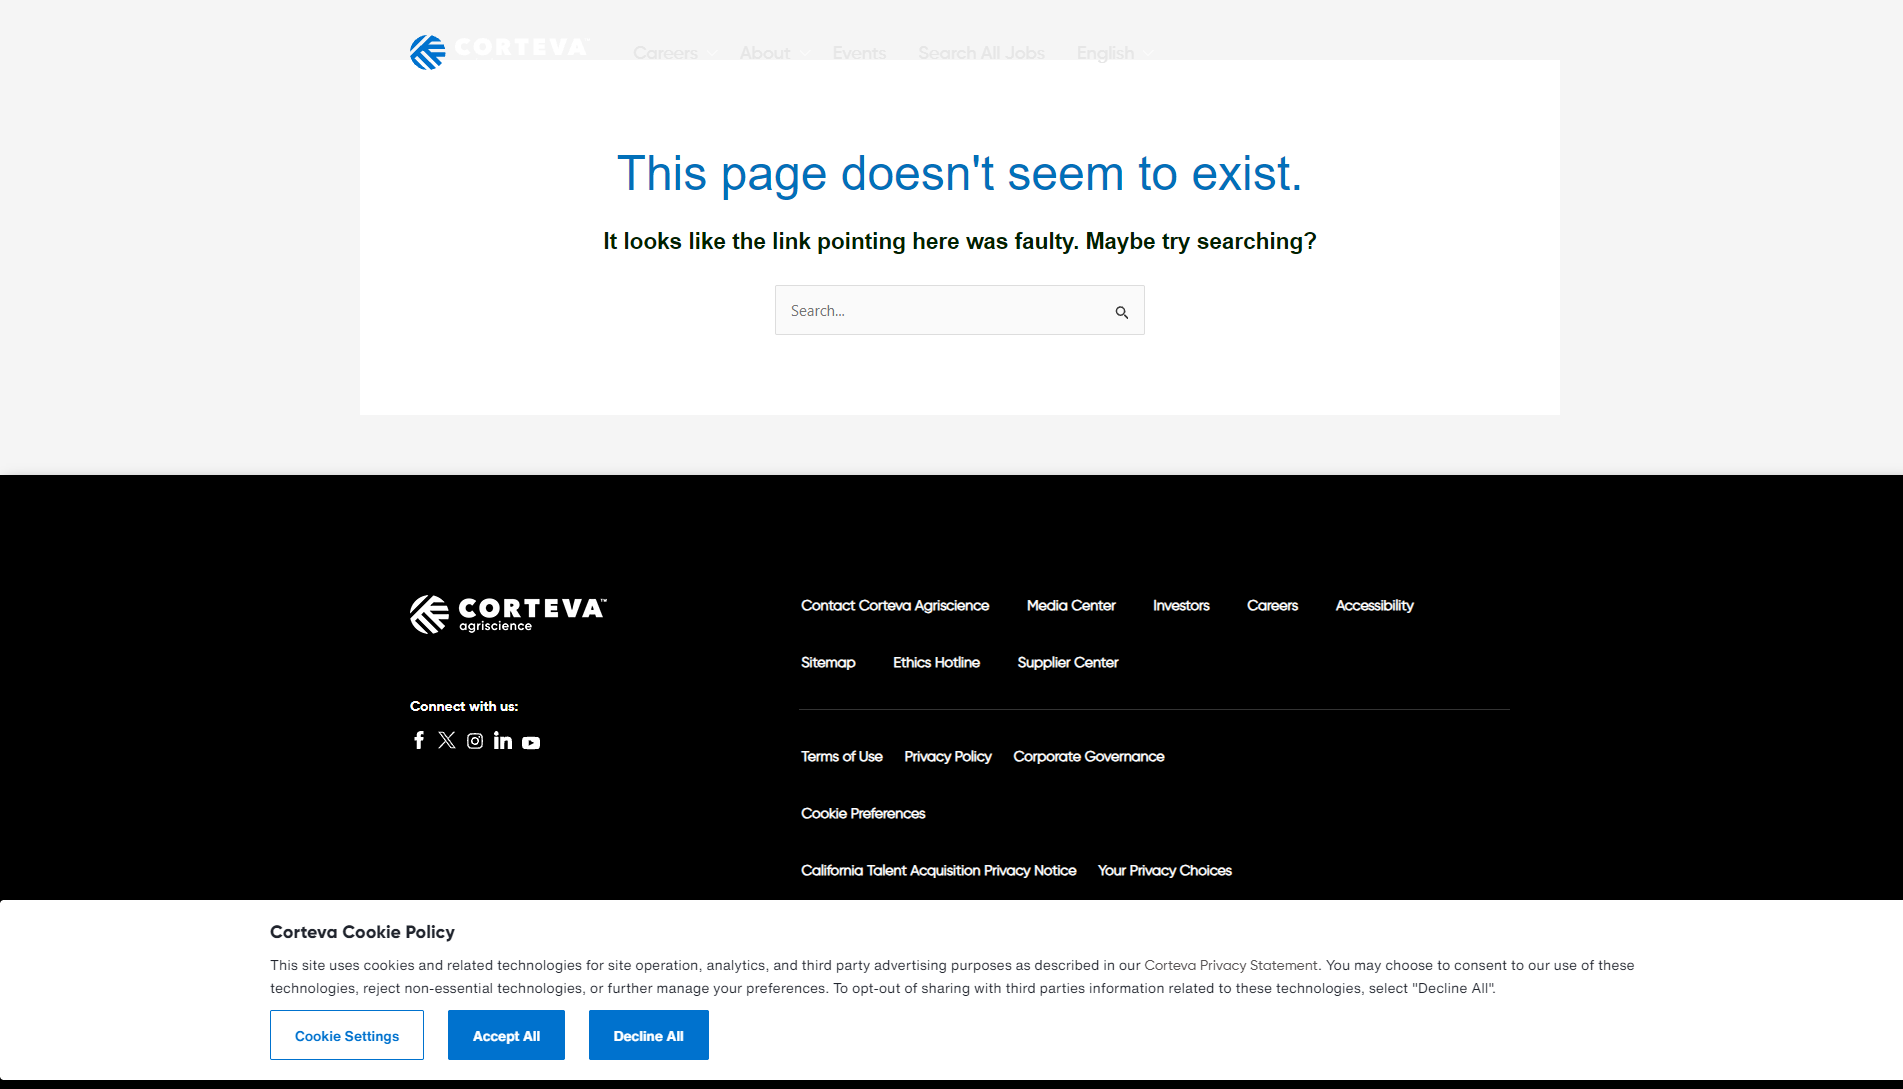 CORTEVA
Careers About Events Search All Jobs English
This page doesn't seem to exist.
It looks like the link pointing here was faulty. Maybe try searching?
Search...
CORTEVA™
agriscience
Contact Corteva Agriscience Media Center Investors Careers Accessibility
Sitemap Ethics Hotline Supplier Center
Connect with us:
Terms of Use Privacy Policy Corporate Governance
Cookie Preferences
California Talent Acquisition Privacy Notice Your Privacy Choices
Corteva Cookie Policy
This site uses cookies and related technologies for site operation, analytics, and third party advertising purposes as described in our Corteva Privacy Statement. You may choose to consent to our use of these
technologies, reject non-essential technologies, or further manage your preferences. To opt-out of sharing with third parties information related to these technologies, select "Decline All".
Cookie Settings Accept All Decline All